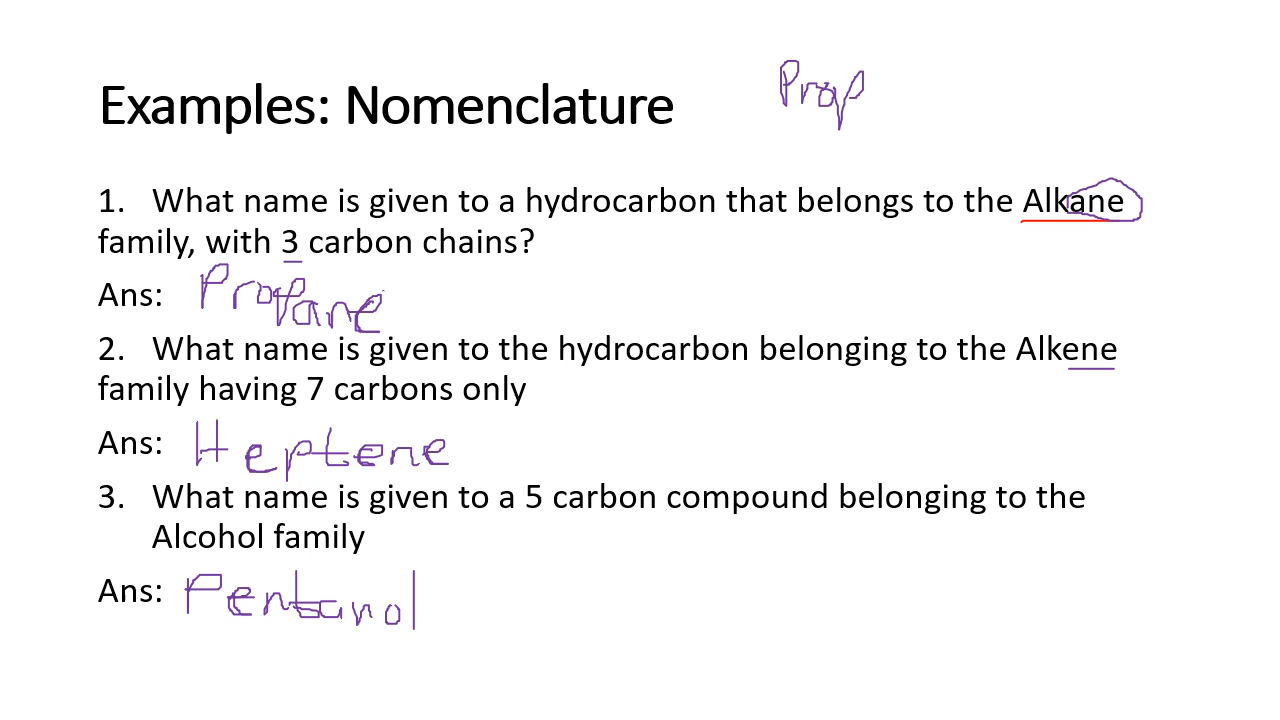 Examples: Nomenclature
Prop
1. What name is given to a hydrocarbon that belongs to the Alkane
family, with 3 carbon chains?
Ans: Propane
2. What name is given to the hydrocarbon belonging to the Alkene
family having 7 carbons only
Ans: Heptene
3. What name is given to a 5 carbon compound belonging to the
Alcohol family
Ans: Pentanol